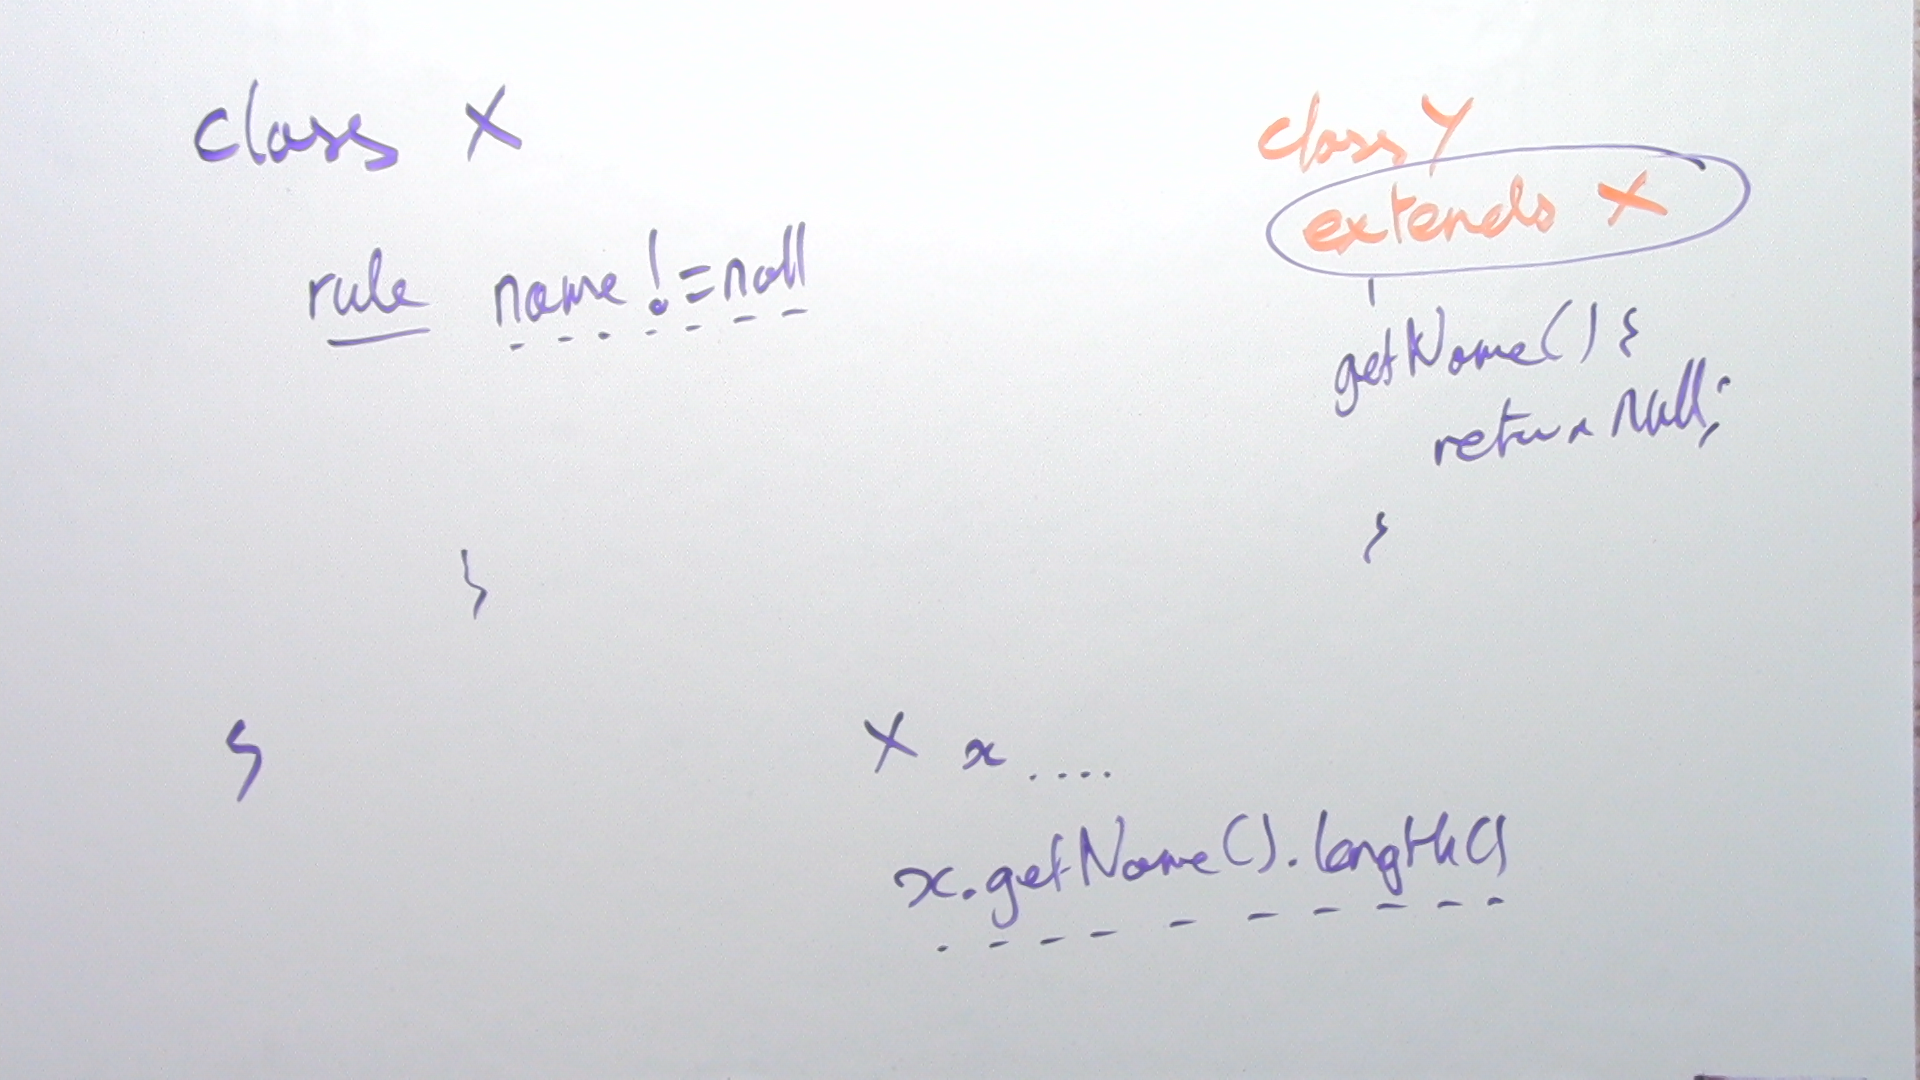 class X
rule name != null
}
}
class Y
extends X
getName() {
return null;
}
X x ....
x.getName().length()